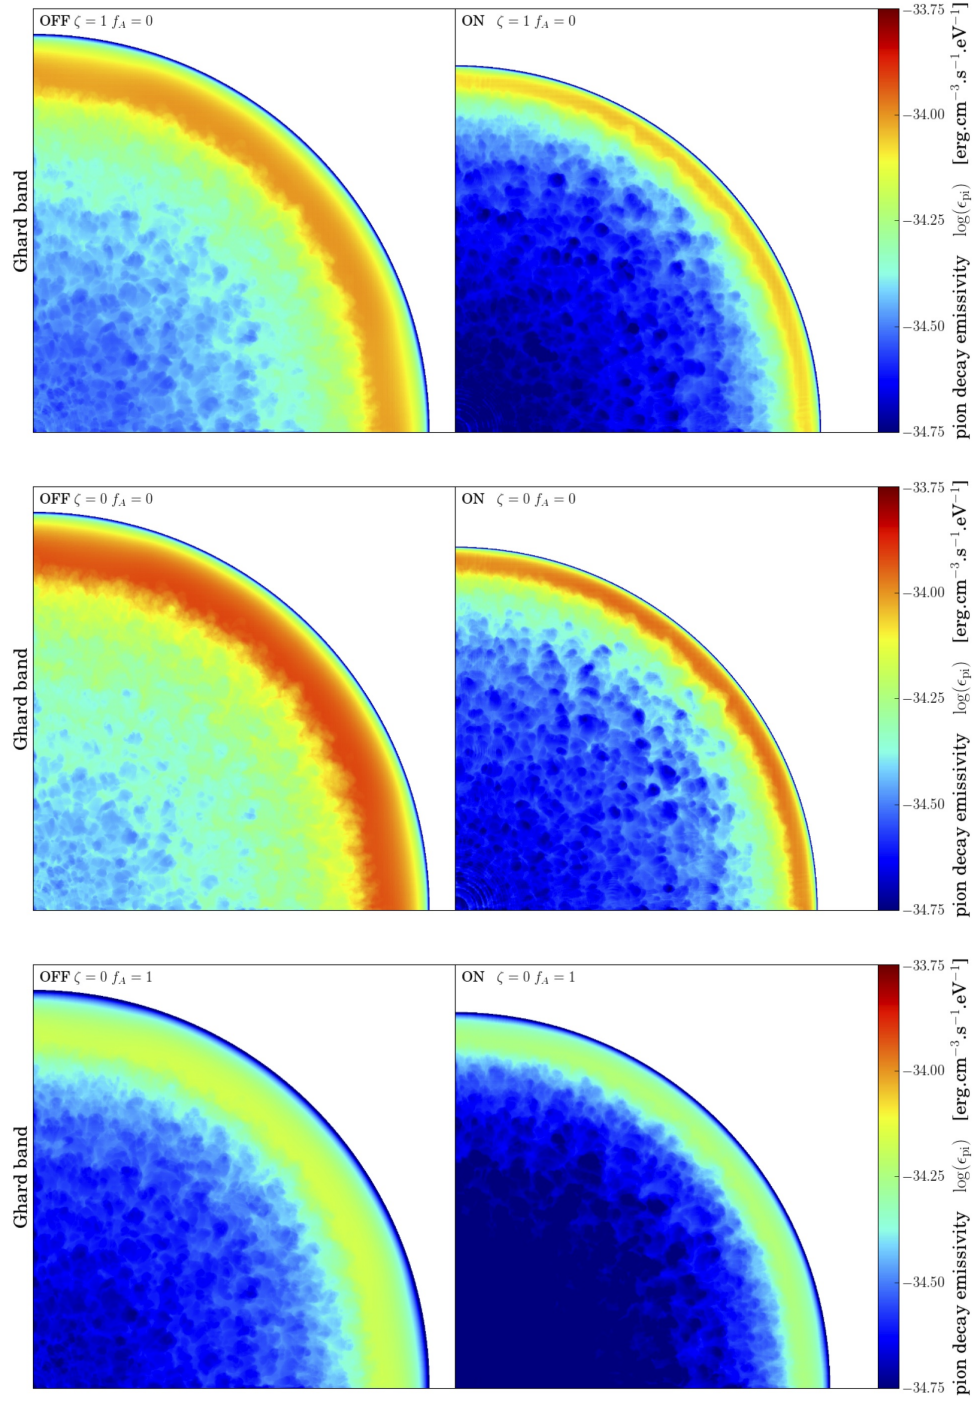 OFF ζ = 1 f_A = 0
ON ζ = 1 f_A = 0
Ghard band
−33.75
−34.00
−34.25
−34.50
−34.75
pion decay emissivity log(ϵ_pi) [erg.cm⁻³.s⁻¹.eV⁻¹]
OFF ζ = 0 f_A = 0
ON ζ = 0 f_A = 0
Ghard band
−33.75
−34.00
−34.25
−34.50
−34.75
pion decay emissivity log(ϵ_pi) [erg.cm⁻³.s⁻¹.eV⁻¹]
OFF ζ = 0 f_A = 1
ON ζ = 0 f_A = 1
Ghard band
−33.75
−34.00
−34.25
−34.50
−34.75
pion decay emissivity log(ϵ_pi) [erg.cm⁻³.s⁻¹.eV⁻¹]